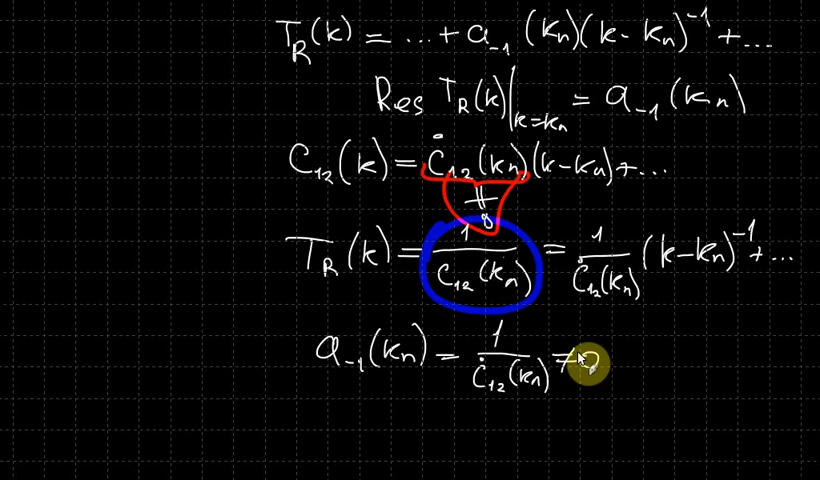 T_R(k) = ... + a_{-1} (k_n)(k - k_n)^{-1} + ...
Res T_R(k)|_{k=k_n} = a_{-1}(k_n)
C_{12}(k) = Ċ_{12}(k_n)(k-k_n)+...
≠
0
T_R(k) = 1/C_{12}(k_n) = 1/Ċ_{12}(k_n) (k-k_n)^{-1}+...
a_{-1}(k_n) = 1/Ċ_{12}(k_n) ≠ 0